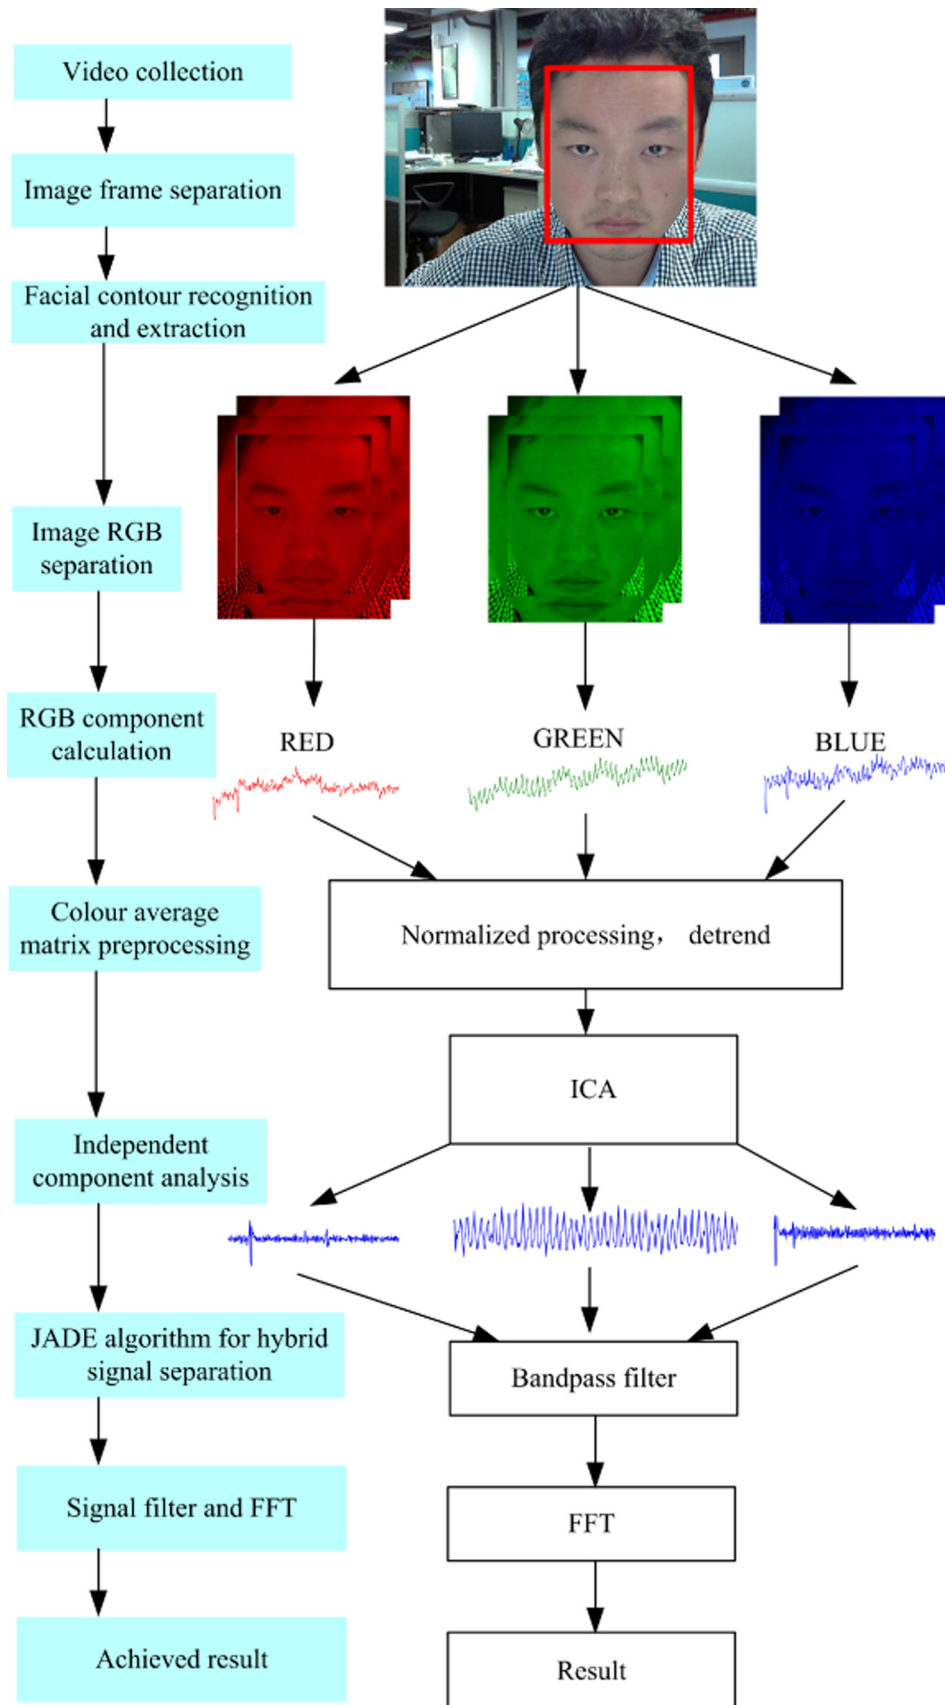 Video collection
Image frame separation
Facial contour recognition
and extraction
Image RGB
separation
RGB component
calculation
RED
GREEN
BLUE
Colour average
matrix preprocessing
Normalized processing， detrend
ICA
Independent
component analysis
JADE algorithm for hybrid
signal separation
Bandpass filter
Signal filter and FFT
FFT
Achieved result
Result